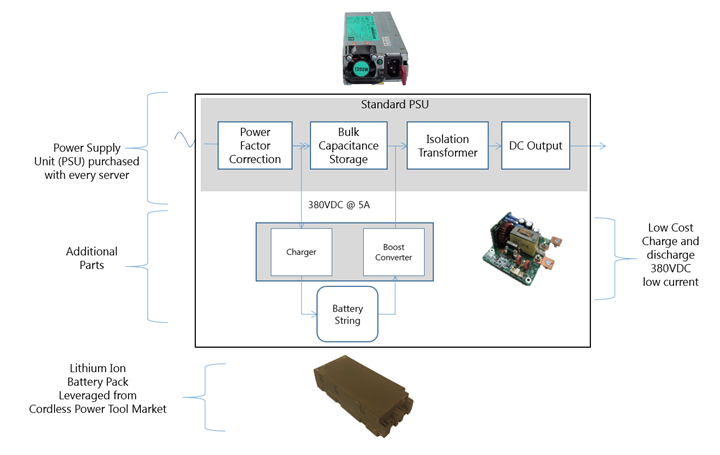 1200W
Standard PSU
Power
Factor
Correction
Bulk
Capacitance
Storage
Isolation
Transformer
DC Output
Power Supply
Unit (PSU) purchased
with every server
380VDC @ 5A
Additional
Parts
Charger
Boost
Converter
Battery
String
Low Cost
Charge and
discharge
380VDC
low current
Lithium Ion
Battery Pack
Leveraged from
Cordless Power Tool Market